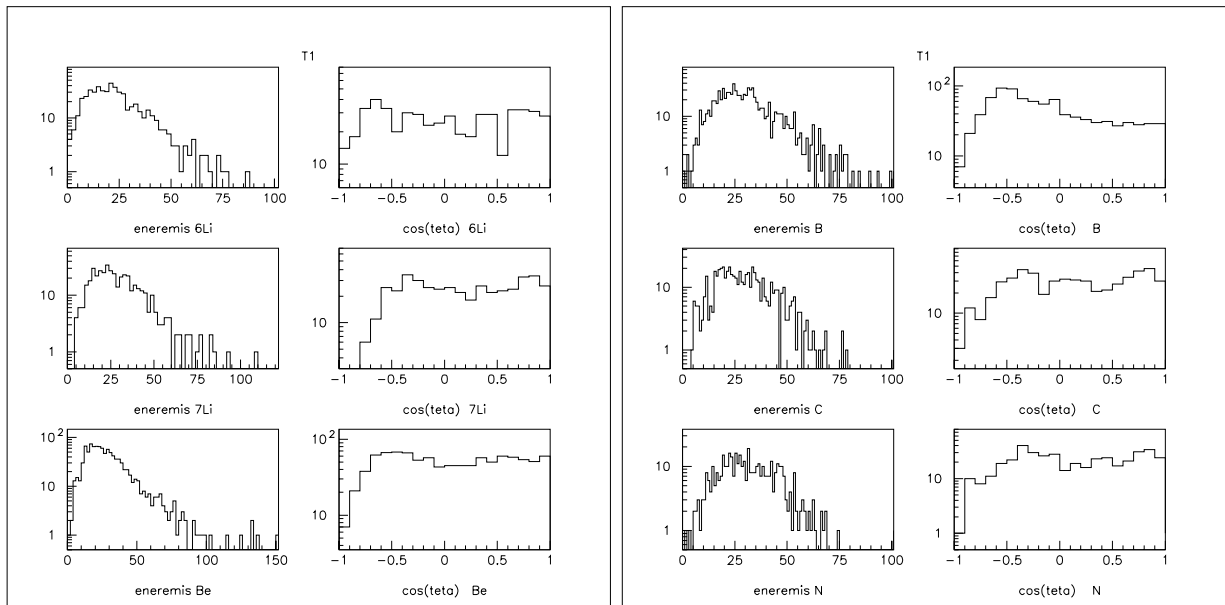 T1
10
1
0 25 50 75 100
eneremis 6Li
10
−1 −0.5 0 0.5 1
cos(teta) 6Li
10
1
0 25 50 75 100
eneremis 7Li
10
−1 −0.5 0 0.5 1
cos(teta) 7Li
10²
10
1
0 50 100 150
eneremis Be
10²
10
−1 −0.5 0 0.5 1
cos(teta) Be
T1
10
1
0 25 50 75 100
eneremis B
10²
10
−1 −0.5 0 0.5 1
cos(teta) B
10
1
0 25 50 75 100
eneremis C
10
−1 −0.5 0 0.5 1
cos(teta) C
10
1
0 25 50 75 100
eneremis N
10
1
−1 −0.5 0 0.5 1
cos(teta) N